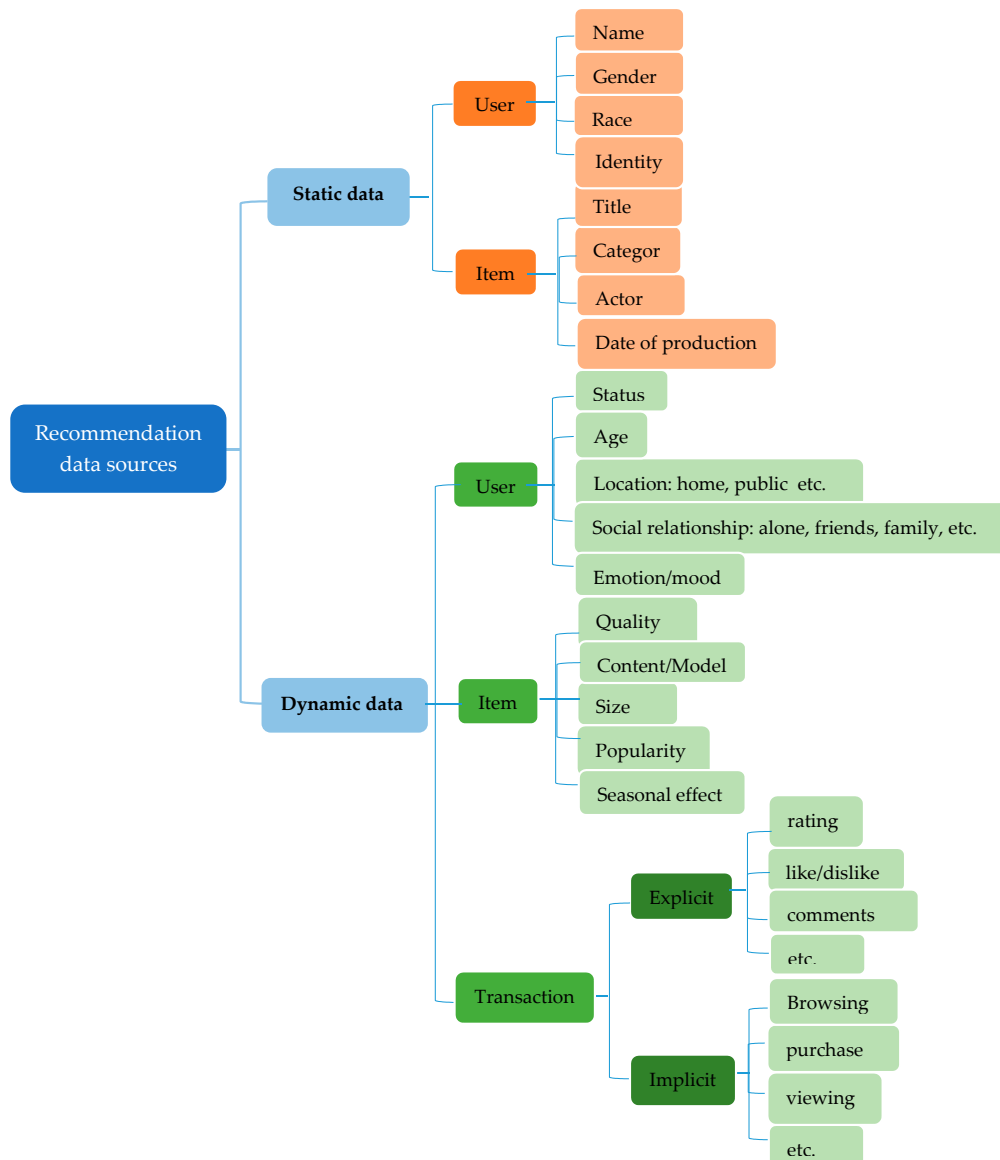 Recommendation
data sources
Static data
User
Name
Gender
Race
Identity
Item
Title
Categor
Actor
Date of production
Dynamic data
User
Status
Age
Location: home, public etc.
Social relationship: alone, friends, family, etc.
Emotion/mood
Item
Quality
Content/Model
Size
Popularity
Seasonal effect
Transaction
Explicit
rating
like/dislike
comments
etc.
Implicit
Browsing
purchase
viewing
etc.